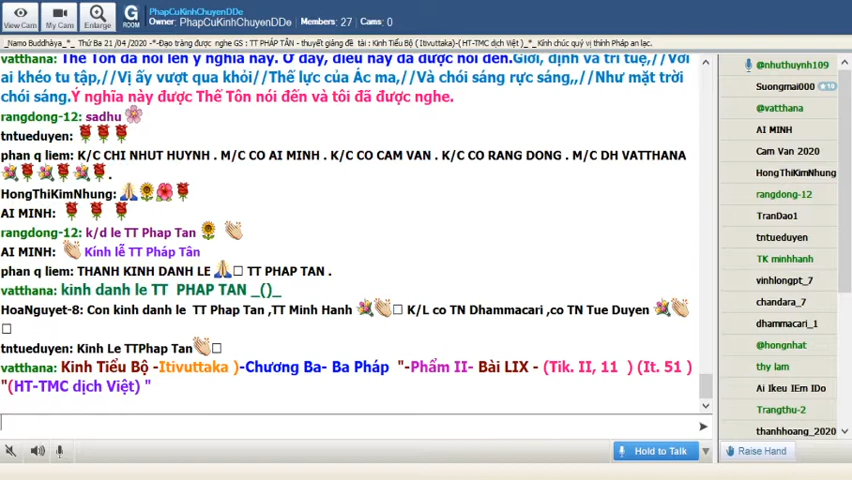 View Cam
My Cam
Enlarge
G
ROOM
PhapCuKinhChuyenDDe
Owner: PhapCuKinhChuyenDDe Members: 27 Cams: 0
_Namo Buddhàya_*_ Thứ Ba 21 /04 /2020 -*-Đạo tràng được nghe GS : TT PHÁP TÂN - thuyết giảng đề tài : Kinh Tiểu Bộ ( Itivuttaka)-( HT-TMC dịch Việt )_*_ Kính chúc quý vị thính Pháp an lạc.
vatthana: Thế Tôn đã nói lên ý nghĩa này. Ở đây, điều này đã được nói đến.Giới, định và trí tuệ,//Với
ai khéo tu tập,//Vị ấy vượt qua khỏi//Thế lực của Ác ma,//Và chói sáng rực sáng,,//Như mặt trời
chói sáng.Ý nghĩa này được Thế Tôn nói đến và tôi đã được nghe.
rangdong-12: sadhu
tntueduyen:
phan q liem: K/C CHI NHUT HUYNH . M/C CO AI MINH . K/C CO CAM VAN . K/C CO RANG DONG . M/C DH VATTHANA
.
HongThiKimNhung:
AI MINH:
rangdong-12: k/d le TT Phap Tan
AI MINH: Kính lễ TT Pháp Tân
phan q liem: THANH KINH DANH LE TT PHAP TAN .
vatthana: kinh danh le TT PHAP TAN _()_
HoaNguyet-8: Con kinh danh le TT Phap Tan ,TT Minh Hanh K/L co TN Dhammacari ,co TN Tue Duyen
tntueduyen: Kinh Le TTPhap Tan
vatthana: Kinh Tiểu Bộ -Itivuttaka )-Chương Ba- Ba Pháp "-Phẩm II- Bài LIX - (Tik. II, 11 ) (It. 51 )
"(HT-TMC dịch Việt) "
Hold to Talk
@nhuthuynh109
Suongmai000
10
@vatthana
AI MINH
Cam Van 2020
HongThiKimNhung
rangdong-12
TranDao1
tntueduyen
TK minhhanh
vinhlongpt_7
chandara_7
dhammacari_1
@hongnhat
thy lam
Ai Ikeu IEm IDo
Trangthu-2
thanhhoang_2020
Raise Hand